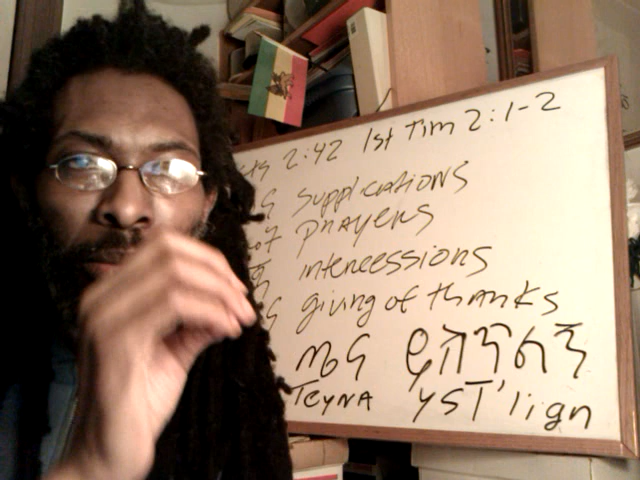 2:42 1st Tim 2:1-2
supplications
prayers
intercessions
giving of thanks
ጤና ይስጥልኝ
Teyna yst'lign